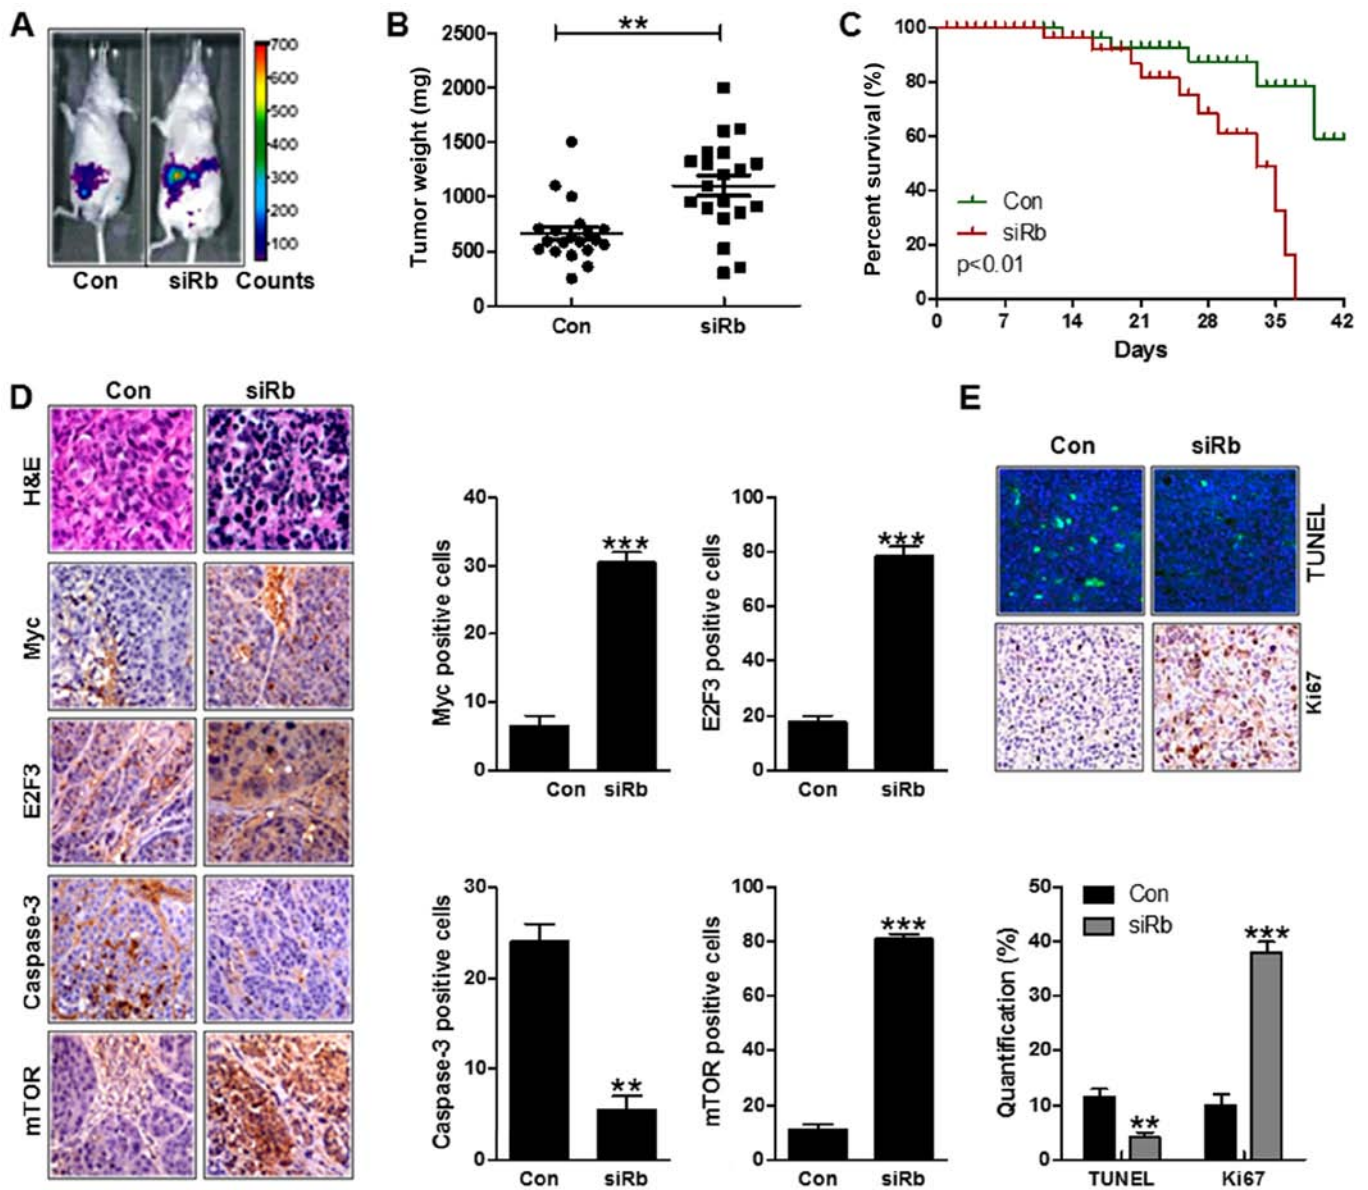 A
700
600
500
400
300
200
100
Con siRb Counts
B
Tumor weight (mg)
2500
2000
1500
1000
500
0
**
Con siRb
C
Percent survival (%)
100
80
60
40
20
0
Con
siRb
p<0.01
0 7 14 21 28 35 42
Days
D
Con siRb
H&E
Myc
E2F3
Caspase-3
mTOR
Myc positive cells
40
30
20
10
0
***
Con siRb
E2F3 positive cells
100
80
60
40
20
0
***
Con siRb
Caspase-3 positive cells
30
20
10
0
**
Con siRb
mTOR positive cells
100
80
60
40
20
0
***
Con siRb
E
Con siRb
TUNEL
Ki67
Quantification (%)
50
40
30
20
10
0
Con
siRb
**
***
TUNEL Ki67